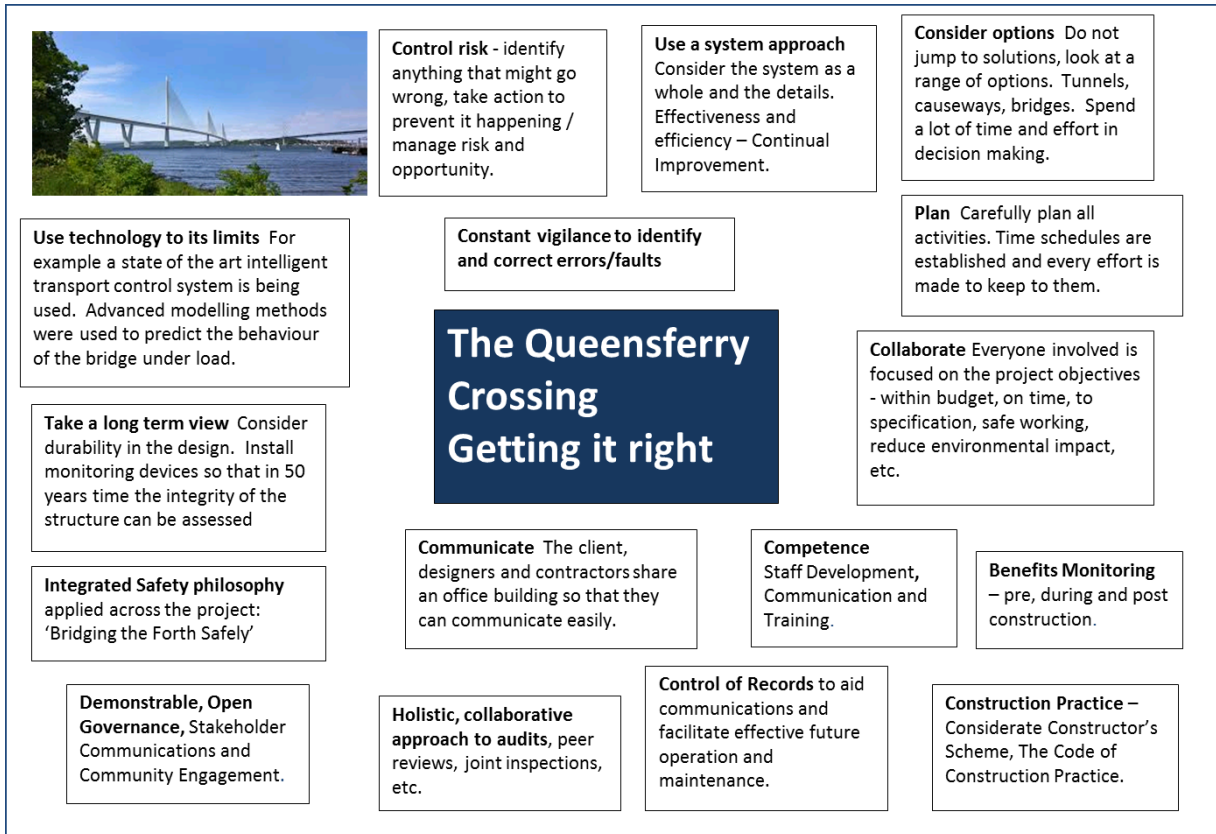 Control risk - identify
anything that might go
wrong, take action to
prevent it happening /
manage risk and
opportunity.
Use a system approach
Consider the system as a
whole and the details.
Effectiveness and
efficiency – Continual
Improvement.
Consider options  Do not
jump to solutions, look at a
range of options.  Tunnels,
causeways, bridges.  Spend
a lot of time and effort in
decision making.
Use technology to its limits  For
example a state of the art intelligent
transport control system is being
used.  Advanced modelling methods
were used to predict the behaviour
of the bridge under load.
Constant vigilance to identify
and correct errors/faults
Plan  Carefully plan all
activities. Time schedules are
established and every effort is
made to keep to them.
The Queensferry
Crossing
Getting it right
Collaborate Everyone involved is
focused on the project objectives
- within budget, on time, to
specification, safe working,
reduce environmental impact,
etc.
Take a long term view  Consider
durability in the design.  Install
monitoring devices so that in 50
years time the integrity of the
structure can be assessed
Communicate  The client,
designers and contractors share
an office building so that they
can communicate easily.
Competence
Staff Development, 
Communication and
Training.
Benefits Monitoring
– pre, during and post
construction.
Integrated Safety philosophy
applied across the project:
‘Bridging the Forth Safely’
Demonstrable, Open
Governance, Stakeholder
Communications and
Community Engagement.
Holistic, collaborative
approach to audits, peer
reviews, joint inspections,
etc.
Control of Records to aid
communications and
facilitate effective future
operation and
maintenance.
Construction Practice –
Considerate Constructor’s
Scheme, The Code of
Construction Practice.